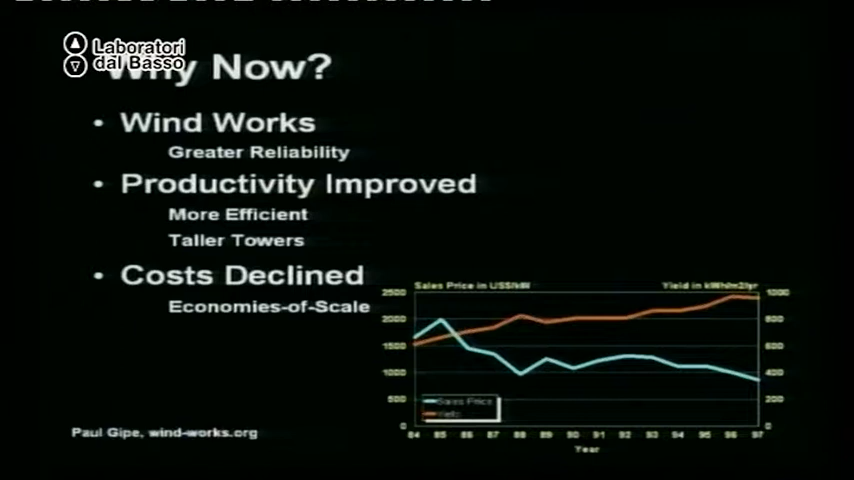 Laboratori
dal Basso
Why Now?
• Wind Works
Greater Reliability
• Productivity Improved
More Efficient
Taller Towers
• Costs Declined
Economies-of-Scale
Sales Price in US$/kW
Yield in kWh/m2/yr
2500
2000
1500
1000
500
0
1000
800
600
400
200
0
Sales Price
Yield
84 85 86 87 88 89 90 91 92 93 94 95 96 97
Year
Paul Gipe, wind-works.org